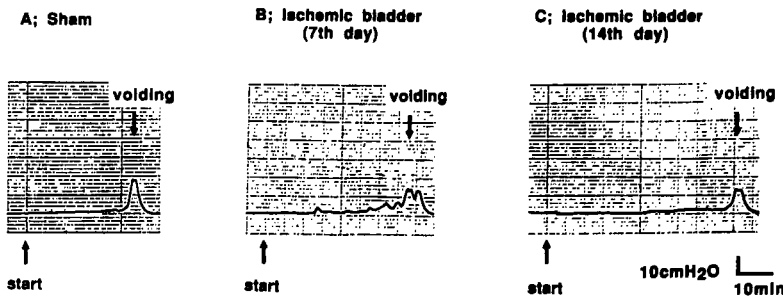 A; Sham
B; Ischemic bladder
(7th day)
C; Ischemic bladder
(14th day)
voiding
voiding
voiding
start
start
start
10cmH2O
10min